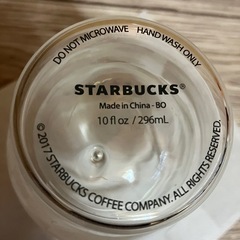 DO NOT MICROWAVE HAND WASH ONLY
STARBUCKS®
Made in China - BO
10 fl oz / 296mL
© 2017 STARBUCKS COFFEE COMPANY. ALL RIGHTS RESERVED.